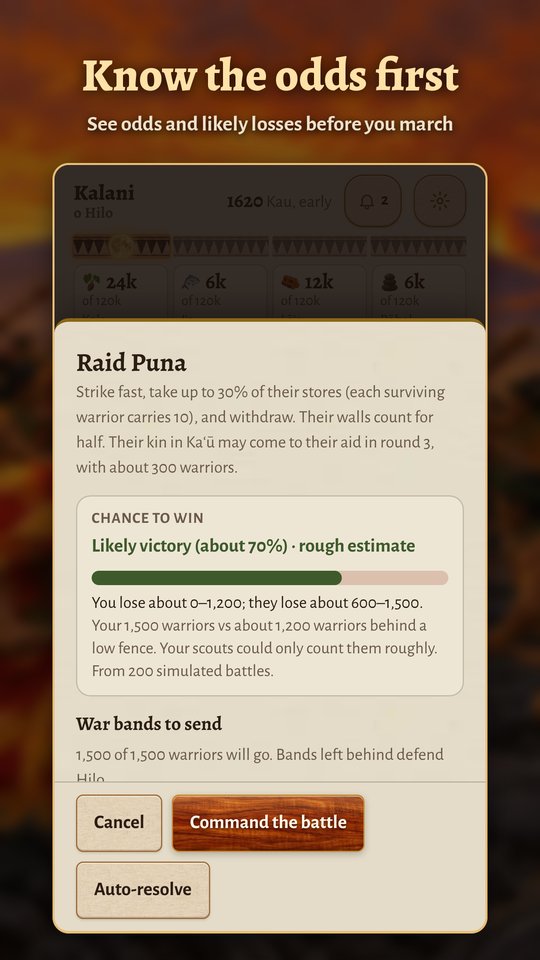 Know the odds first
See odds and likely losses before you march
Kalani
o Hilo
1620 Kau, early
2
24k
6k
12k
6k
of 120k
of 120k
of 120k
of 120k
Raid Puna
Strike fast, take up to 30% of their stores (each surviving
warrior carries 10), and withdraw. Their walls count for
half. Their kin in Kaʻū may come to their aid in round 3,
with about 300 warriors.
CHANCE TO WIN
Likely victory (about 70%) · rough estimate
You lose about 0–1,200; they lose about 600–1,500.
Your 1,500 warriors vs about 1,200 warriors behind a
low fence. Your scouts could only count them roughly.
From 200 simulated battles.
War bands to send
1,500 of 1,500 warriors will go. Bands left behind defend
Hilo
Cancel
Command the battle
Auto-resolve